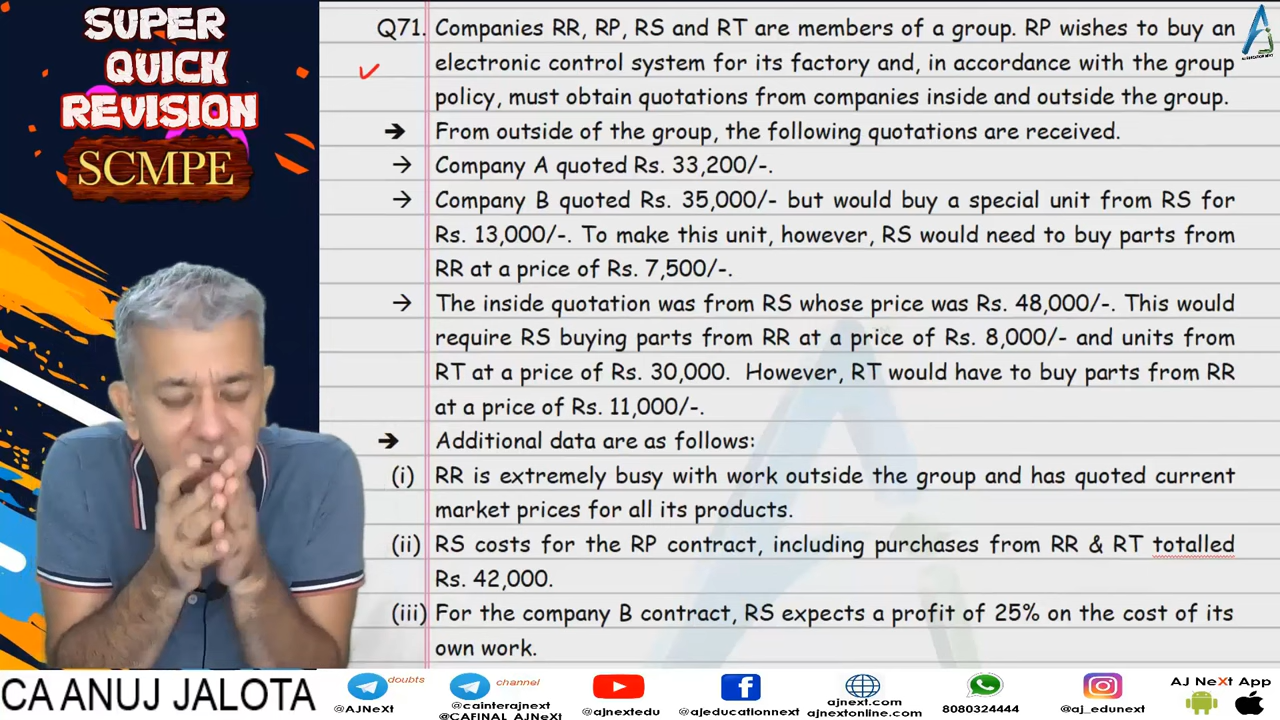 SUPER
QUICK
REVISION
SCMPE
Q71. Companies RR, RP, RS and RT are members of a group. RP wishes to buy an
electronic control system for its factory and, in accordance with the group
policy, must obtain quotations from companies inside and outside the group.
➔ From outside of the group, the following quotations are received.
→ Company A quoted Rs. 33,200/-.
→ Company B quoted Rs. 35,000/- but would buy a special unit from RS for
Rs. 13,000/-. To make this unit, however, RS would need to buy parts from
RR at a price of Rs. 7,500/-.
→ The inside quotation was from RS whose price was Rs. 48,000/-. This would
require RS buying parts from RR at a price of Rs. 8,000/- and units from
RT at a price of Rs. 30,000. However, RT would have to buy parts from RR
at a price of Rs. 11,000/-.
➔ Additional data are as follows:
(i) RR is extremely busy with work outside the group and has quoted current
market prices for all its products.
(ii) RS costs for the RP contract, including purchases from RR & RT totalled
Rs. 42,000.
(iii) For the company B contract, RS expects a profit of 25% on the cost of its
own work.
CA ANUJ JALOTA
doubts
@AJNeXt
channel
@cainterajnext
@CAFINAL_AJNeXt
@ajnextedu
@ajeducationnext
ajnext.com
ajnextonline.com
8080324444
@aj_edunext
AJ NeXt App